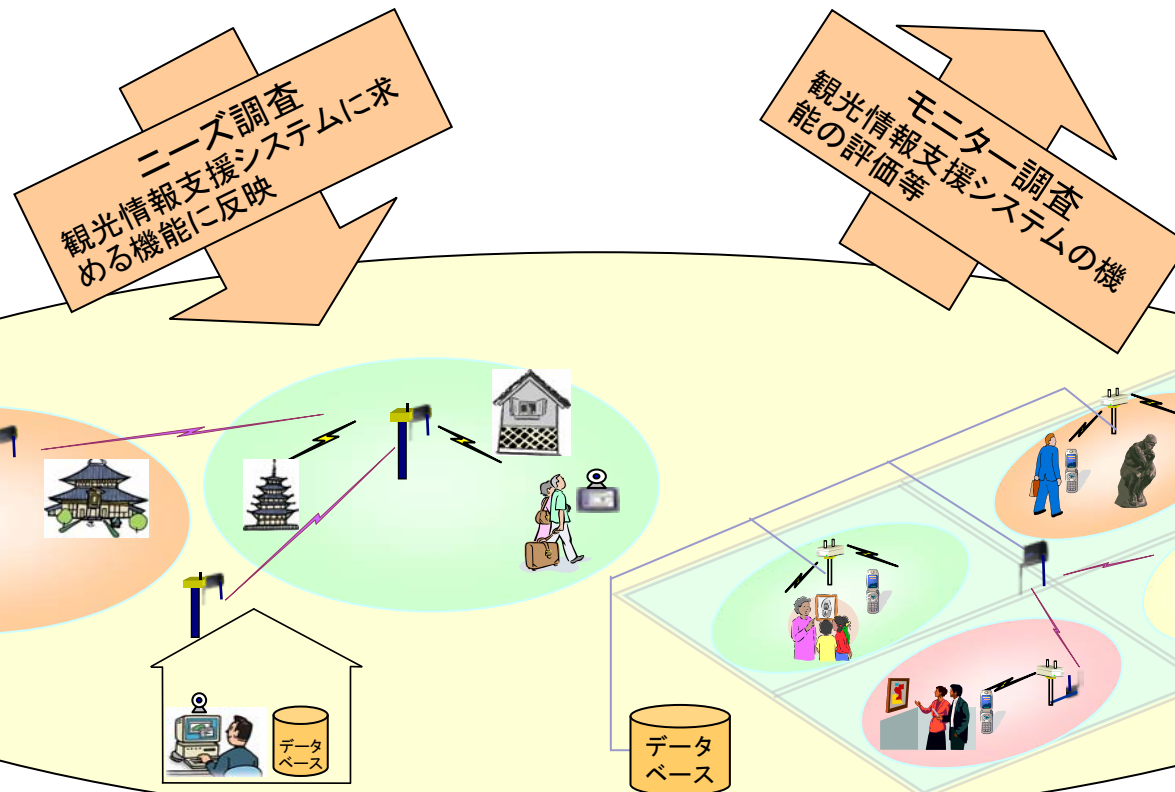 ニーズ調査
観光情報支援システムに求
める機能に反映
モニター調査
観光情報支援システムの機
能の評価等
データ
ベース
データ
ベース